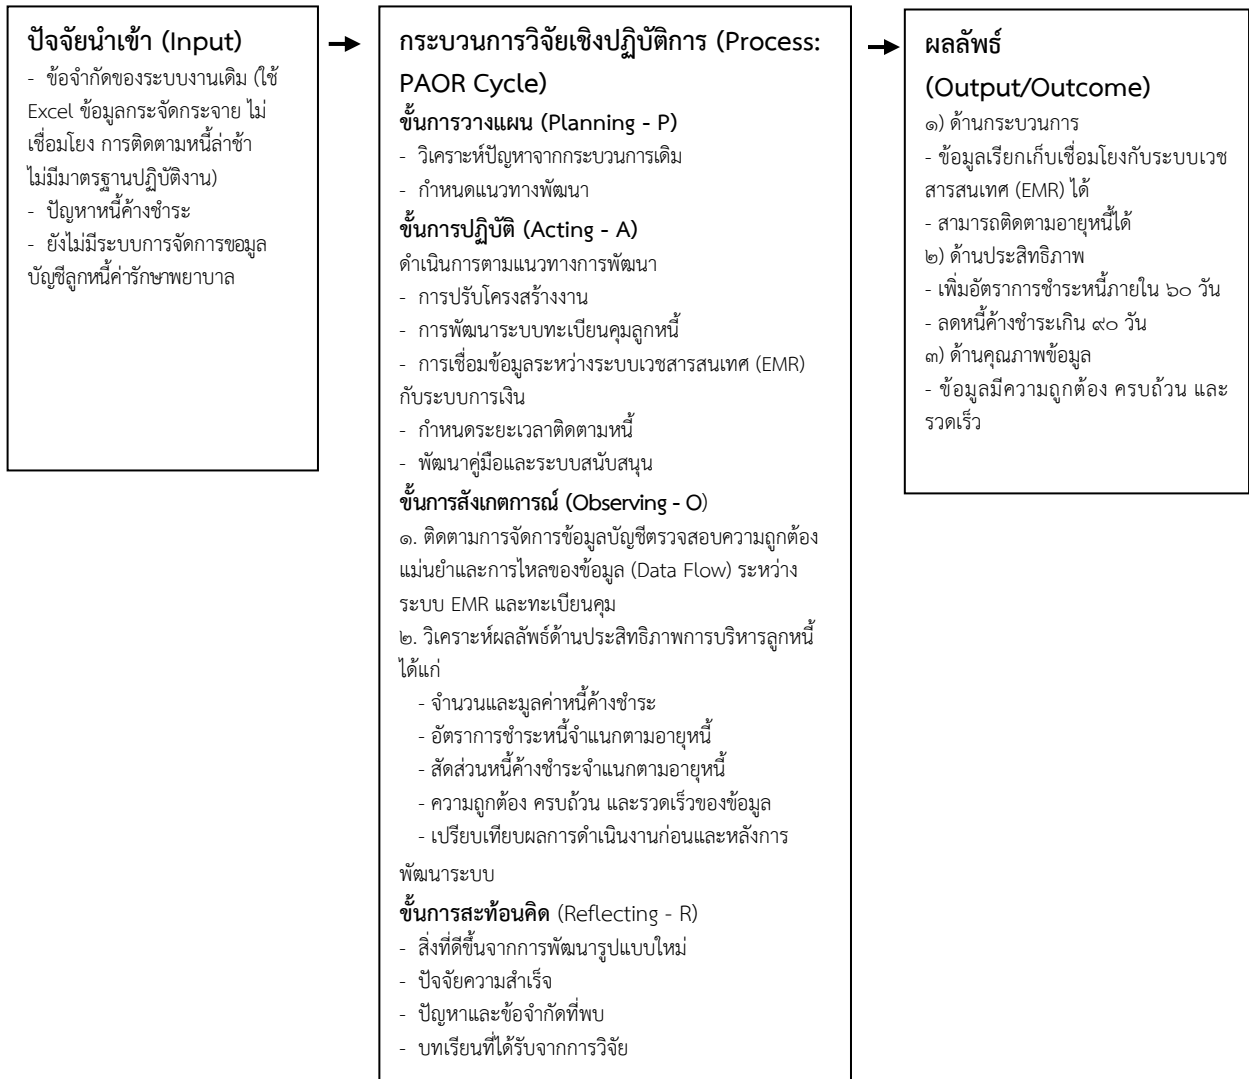 ปัจจัยนำเข้า (Input)
- ข้อจำกัดของระบบงานเดิม (ใช้
Excel ข้อมูลกระจัดกระจาย ไม่
เชื่อมโยง การติดตามหนี้ล่าช้า
ไม่มีมาตรฐานปฏิบัติงาน)
- ปัญหาหนี้ค้างชำระ
- ยังไม่มีระบบการจัดการขอมูล
บัญชีลูกหนี้ค่ารักษาพยาบาล
กระบวนการวิจัยเชิงปฏิบัติการ (Process:
PAOR Cycle)
ขั้นการวางแผน (Planning - P)
- วิเคราะห์ปัญหาจากกระบวนการเดิม
- กำหนดแนวทางพัฒนา
ขั้นการปฏิบัติ (Acting - A)
ดำเนินการตามแนวทางการพัฒนา
- การปรับโครงสร้างงาน
- การพัฒนาระบบทะเบียนคุมลูกหนี้
- การเชื่อมข้อมูลระหว่างระบบเวชสารสนเทศ (EMR)
กับระบบการเงิน
- กำหนดระยะเวลาติดตามหนี้
- พัฒนาคู่มือและระบบสนับสนุน
ขั้นการสังเกตการณ์ (Observing - O)
๑. ติดตามการจัดการข้อมูลบัญชีตรวจสอบความถูกต้อง
แม่นยำและการไหลของข้อมูล (Data Flow) ระหว่าง
ระบบ EMR และทะเบียนคุม
๒. วิเคราะห์ผลลัพธ์ด้านประสิทธิภาพการบริหารลูกหนี้
ได้แก่
- จำนวนและมูลค่าหนี้ค้างชำระ
- อัตราการชำระหนี้จำแนกตามอายุหนี้
- สัดส่วนหนี้ค้างชำระจำแนกตามอายุหนี้
- ความถูกต้อง ครบถ้วน และรวดเร็วของข้อมูล
- เปรียบเทียบผลการดำเนินงานก่อนและหลังการ
พัฒนาระบบ
ขั้นการสะท้อนคิด (Reflecting - R)
- สิ่งที่ดีขึ้นจากการพัฒนารูปแบบใหม่
- ปัจจัยความสำเร็จ
- ปัญหาและข้อจำกัดที่พบ
- บทเรียนที่ได้รับจากการวิจัย
ผลลัพธ์
(Output/Outcome)
๑) ด้านกระบวนการ
- ข้อมูลเรียกเก็บเชื่อมโยงกับระบบเวช
สารสนเทศ (EMR) ได้
- สามารถติดตามอายุหนี้ได้
๒) ด้านประสิทธิภาพ
- เพิ่มอัตราการชำระหนี้ภายใน ๖๐ วัน
- ลดหนี้ค้างชำระเกิน ๙๐ วัน
๓) ด้านคุณภาพข้อมูล
- ข้อมูลมีความถูกต้อง ครบถ้วน และ
รวดเร็ว